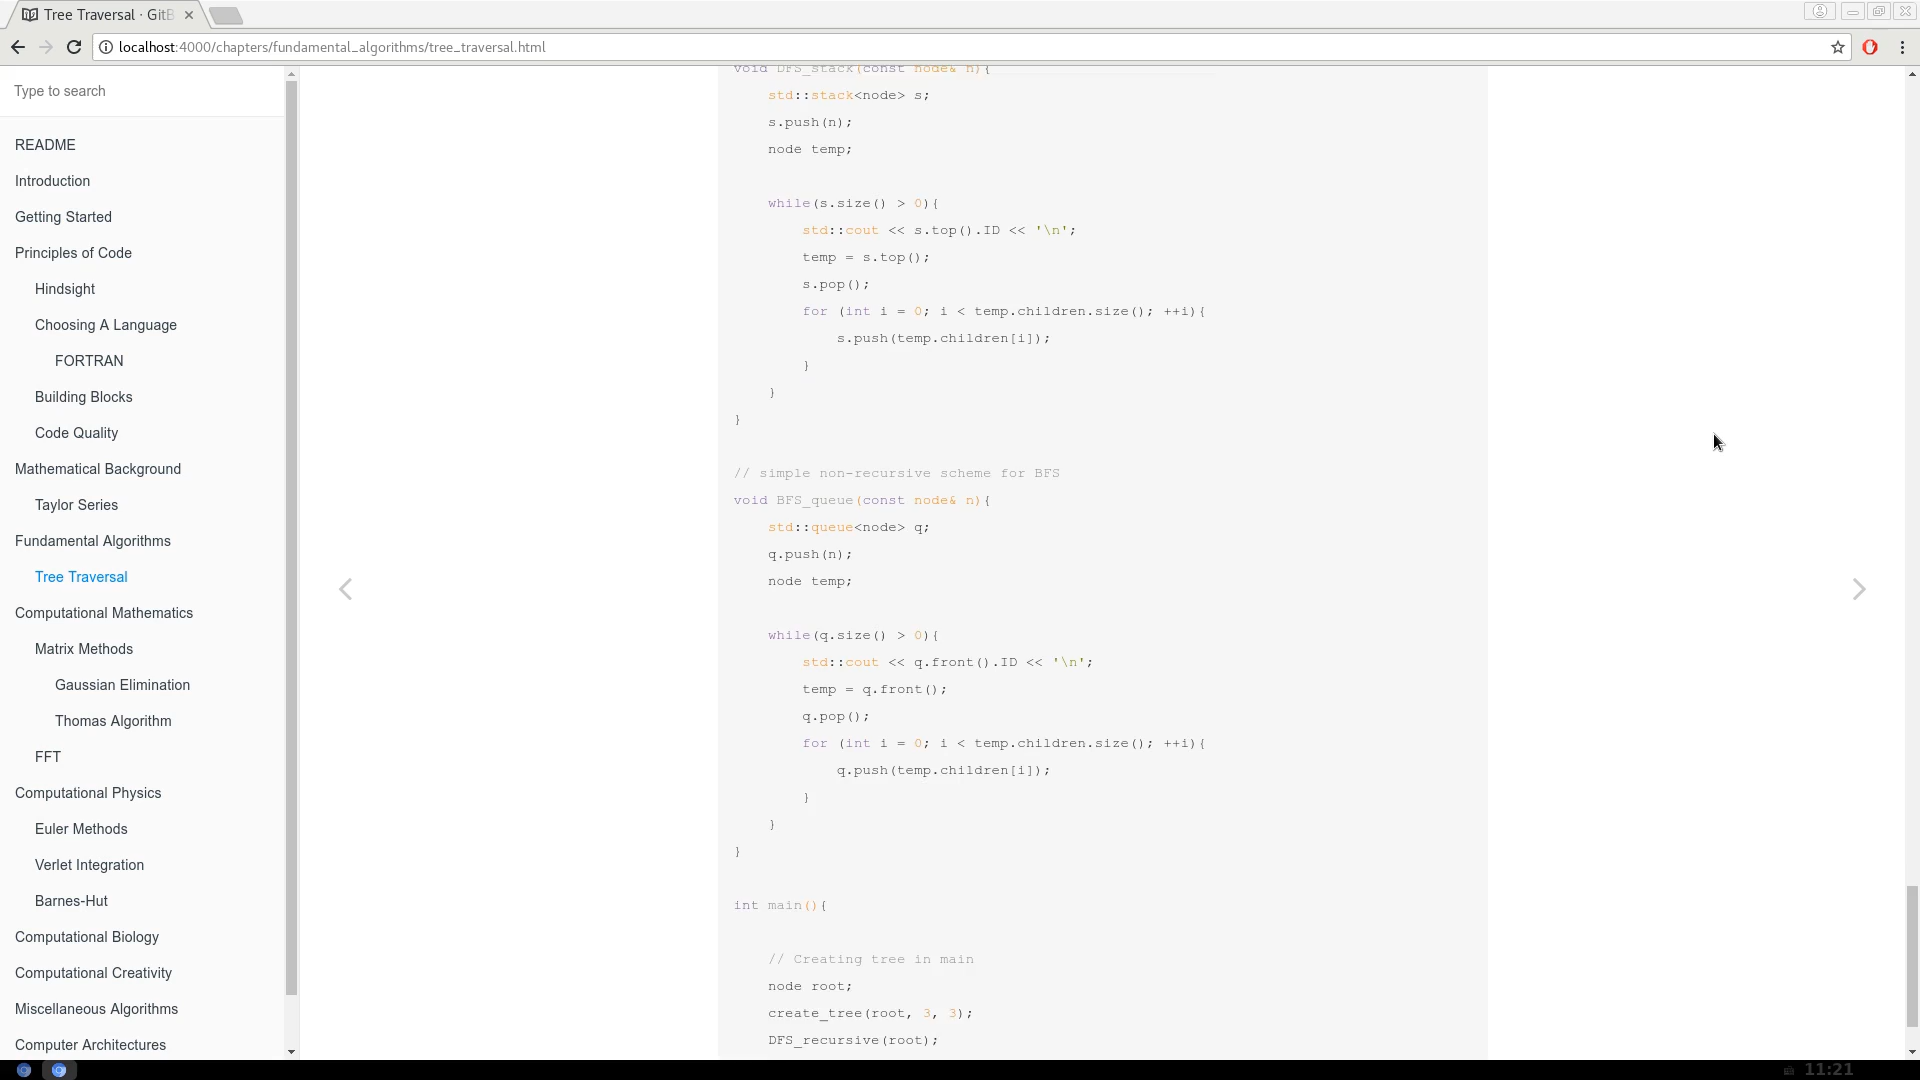 Tree Traversal · GitB
localhost:4000/chapters/fundamental_algorithms/tree_traversal.html
Type to search
README
Introduction
Getting Started
Principles of Code
Hindsight
Choosing A Language
FORTRAN
Building Blocks
Code Quality
Mathematical Background
Taylor Series
Fundamental Algorithms
Tree Traversal
Computational Mathematics
Matrix Methods
Gaussian Elimination
Thomas Algorithm
FFT
Computational Physics
Euler Methods
Verlet Integration
Barnes-Hut
Computational Biology
Computational Creativity
Miscellaneous Algorithms
Computer Architectures
void DFS_stack(const node& n){
    std::stack<node> s;
    s.push(n);
    node temp;
    while(s.size() > 0){
        std::cout << s.top().ID << '\n';
        temp = s.top();
        s.pop();
        for (int i = 0; i < temp.children.size(); ++i){
            s.push(temp.children[i]);
        }
    }
}
// simple non-recursive scheme for BFS
void BFS_queue(const node& n){
    std::queue<node> q;
    q.push(n);
    node temp;
    while(q.size() > 0){
        std::cout << q.front().ID << '\n';
        temp = q.front();
        q.pop();
        for (int i = 0; i < temp.children.size(); ++i){
            q.push(temp.children[i]);
        }
    }
}
int main(){
    // Creating tree in main
    node root;
    create_tree(root, 3, 3);
    DFS_recursive(root);
11:21